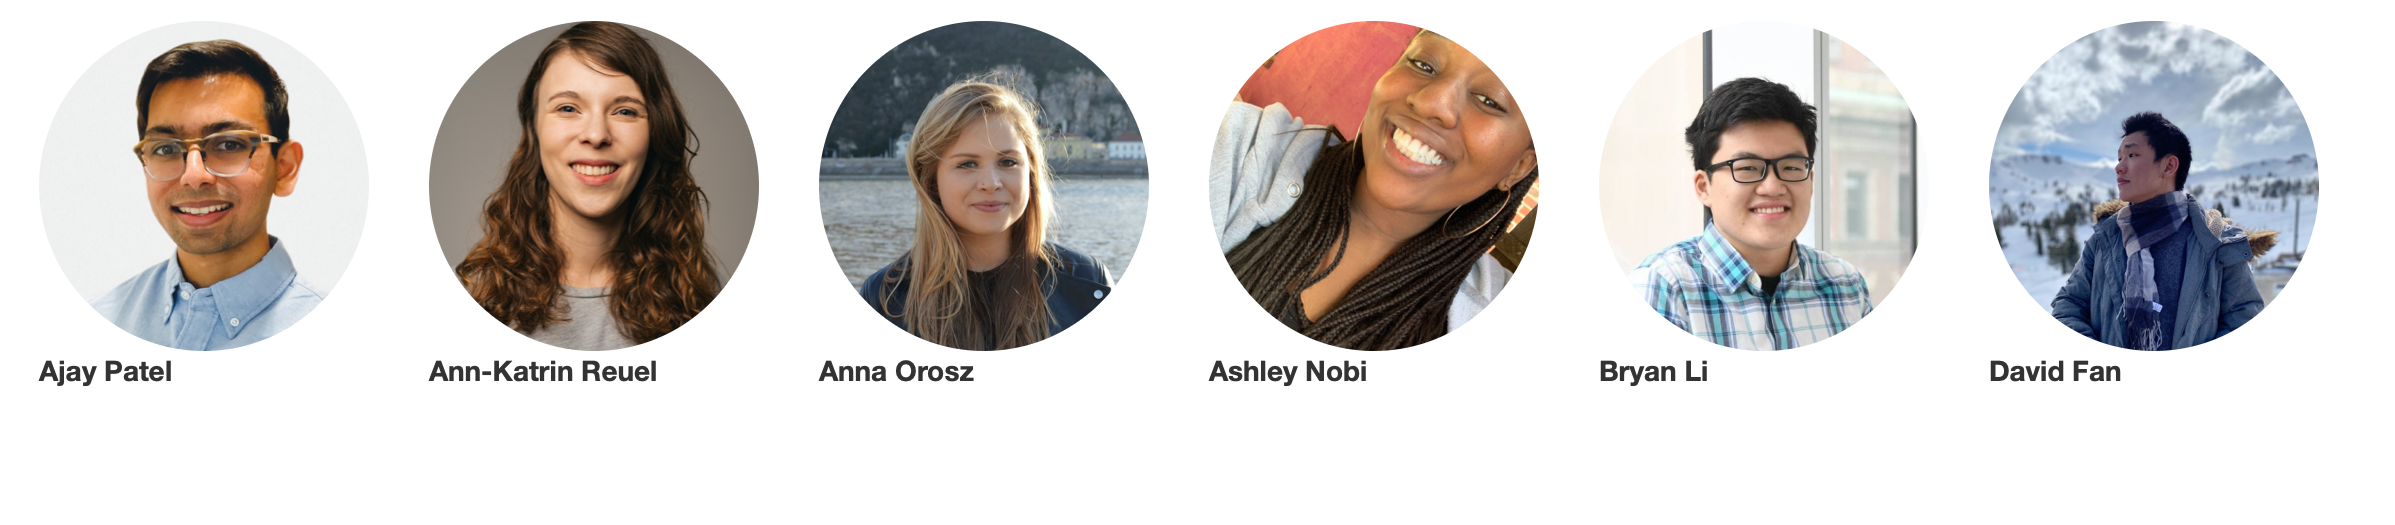 Ajay Patel
Ann-Katrin Reuel
Anna Orosz
Ashley Nobi
Bryan Li
David Fan